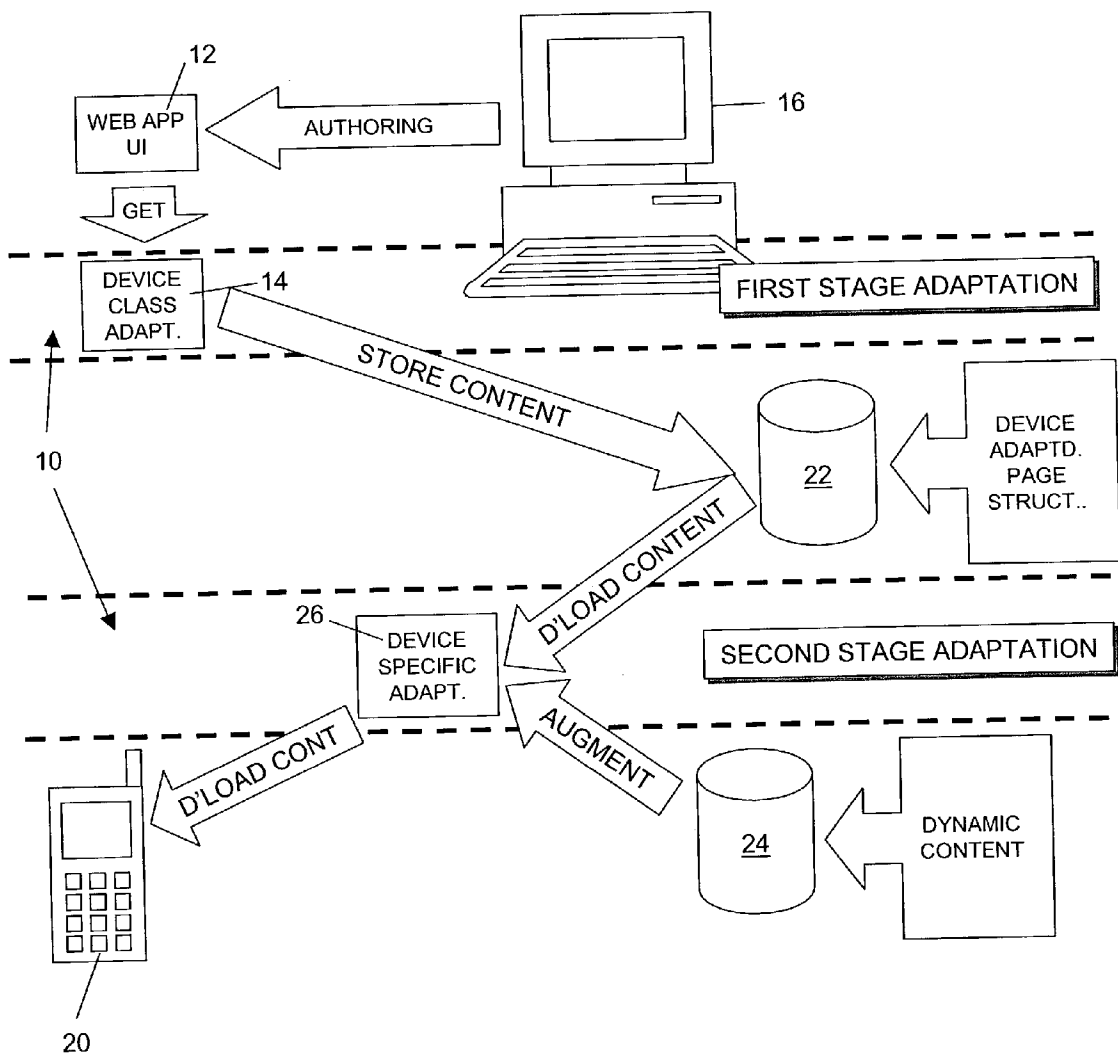 12
WEB APP
UI
AUTHORING
16
GET
DEVICE
CLASS
ADAPT.
14
FIRST STAGE ADAPTATION
STORE CONTENT
10
22
DEVICE
ADAPTD.
PAGE
STRUCT..
D'LOAD CONTENT
26
DEVICE
SPECIFIC
ADAPT.
SECOND STAGE ADAPTATION
AUGMENT
D'LOAD CONT
24
DYNAMIC
CONTENT
20